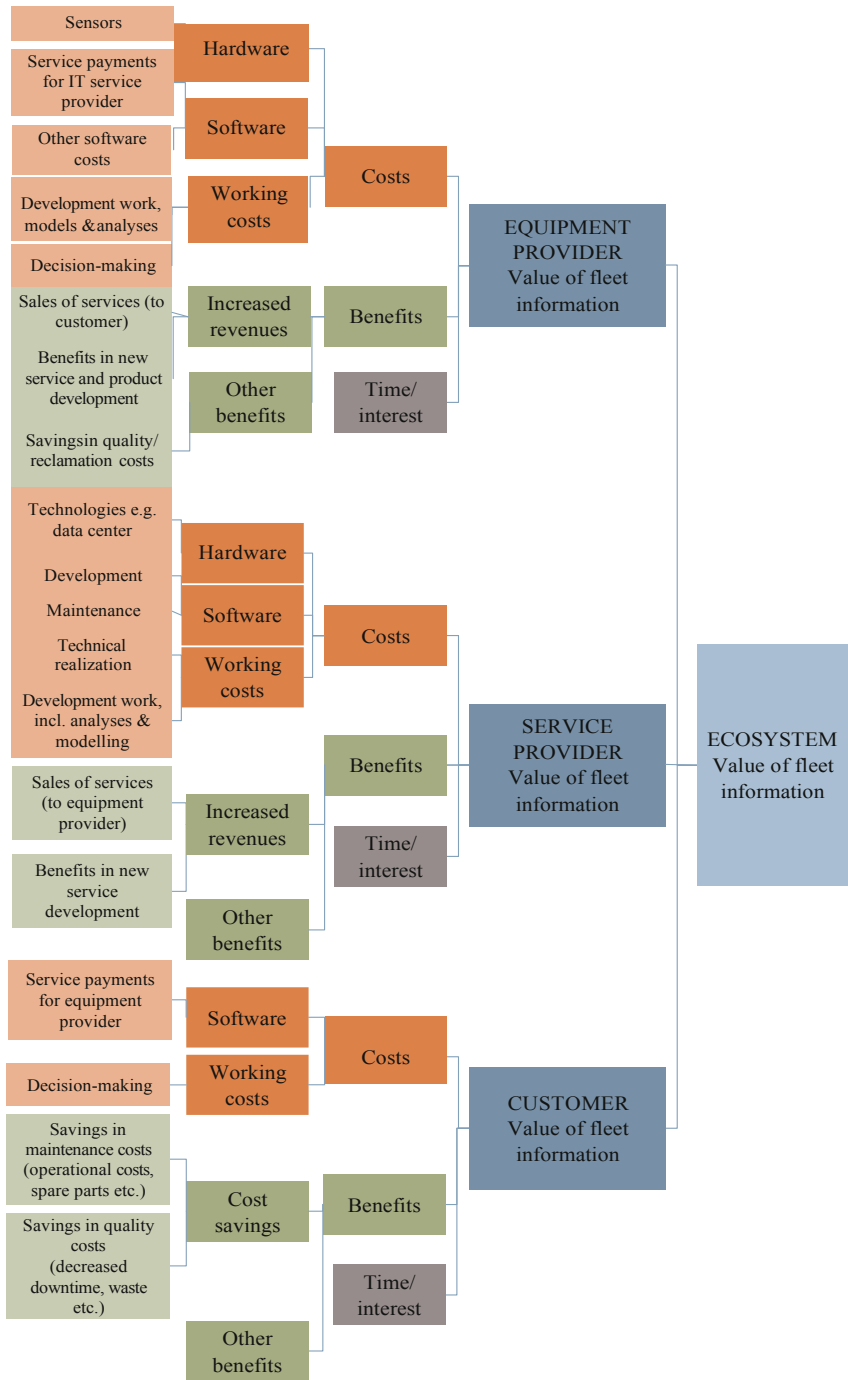 Sensors
Hardware
Service payments
for IT service
provider
Software
Other software
costs
Costs
Development work,
models &analyses
Working
costs
Decision-making
EQUIPMENT
PROVIDER
Value of fleet
information
Sales of services (to
customer)
Increased
revenues
Benefits
Benefits in new
service and product
development
Other
benefits
Time/
interest
Savingsin quality/
reclamation costs
Technologies e.g.
data center
Hardware
Development
Maintenance
Software
Costs
Technical
realization
Working
costs
Development work,
incl. analyses &
modelling
SERVICE
PROVIDER
Value of fleet
information
ECOSYSTEM
Value of fleet
information
Benefits
Sales of services
(to equipment
provider)
Increased
revenues
Time/
interest
Benefits in new
service
development
Other
benefits
Service payments
for equipment
provider
Software
Costs
Decision-making
Working
costs
CUSTOMER
Value of fleet
information
Savings in
maintenance costs
(operational costs,
spare parts etc.)
Cost
savings
Benefits
Savings in quality
costs
(decreased
downtime, waste
etc.)
Time/
interest
Other
benefits